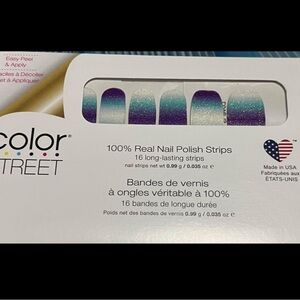 Easy Peel
& Apply
Faciles à Décoller
et à Appliquer
color
STREET
100% Real Nail Polish Strips
16 long-lasting strips
nail strips net wt 0.99 g / 0.035 oz ℮
Bandes de vernis
à ongles véritable à 100%
16 bandes de longue durée
Poids net des bandes de vernis 0.99 g / 0.035 oz ℮
Made in USA
Fabriquées aux
ÉTATS-UNIS